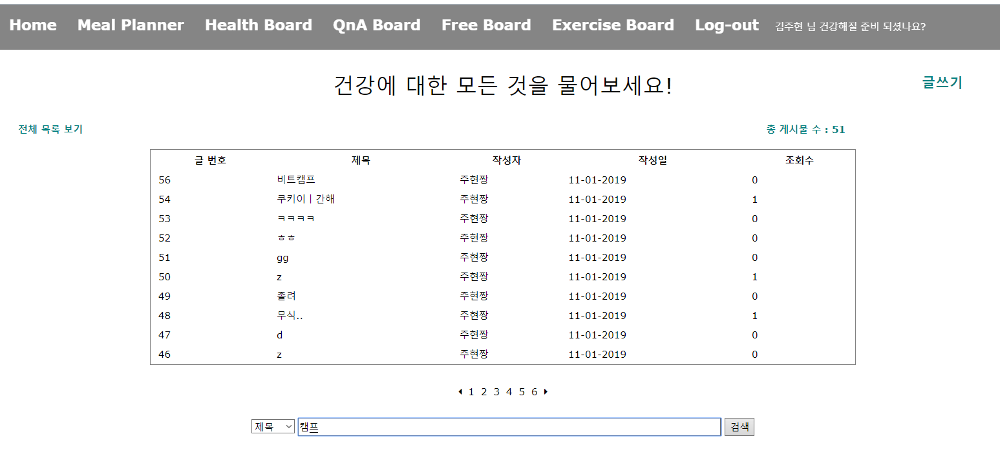 Home Meal Planner Health Board QnA Board Free Board Exercise Board Log-out 김주현 님 건강해질 준비 되셨나요?
건강에 대한 모든 것을 물어보세요! 글쓰기
전체 목록 보기 총 게시물 수 : 51
글 번호 제목 작성자 작성일 조회수
56 비트캠프 주현짱 11-01-2019 0
54 쿠키이ㅣ간해 주현짱 11-01-2019 1
53 ㅋㅋㅋㅋ 주현짱 11-01-2019 0
52 ㅎㅎ 주현짱 11-01-2019 0
51 gg 주현짱 11-01-2019 0
50 z 주현짱 11-01-2019 1
49 졸려 주현짱 11-01-2019 0
48 무식.. 주현짱 11-01-2019 1
47 d 주현짱 11-01-2019 0
46 z 주현짱 11-01-2019 0
1 2 3 4 5 6
제목 캠프 검색